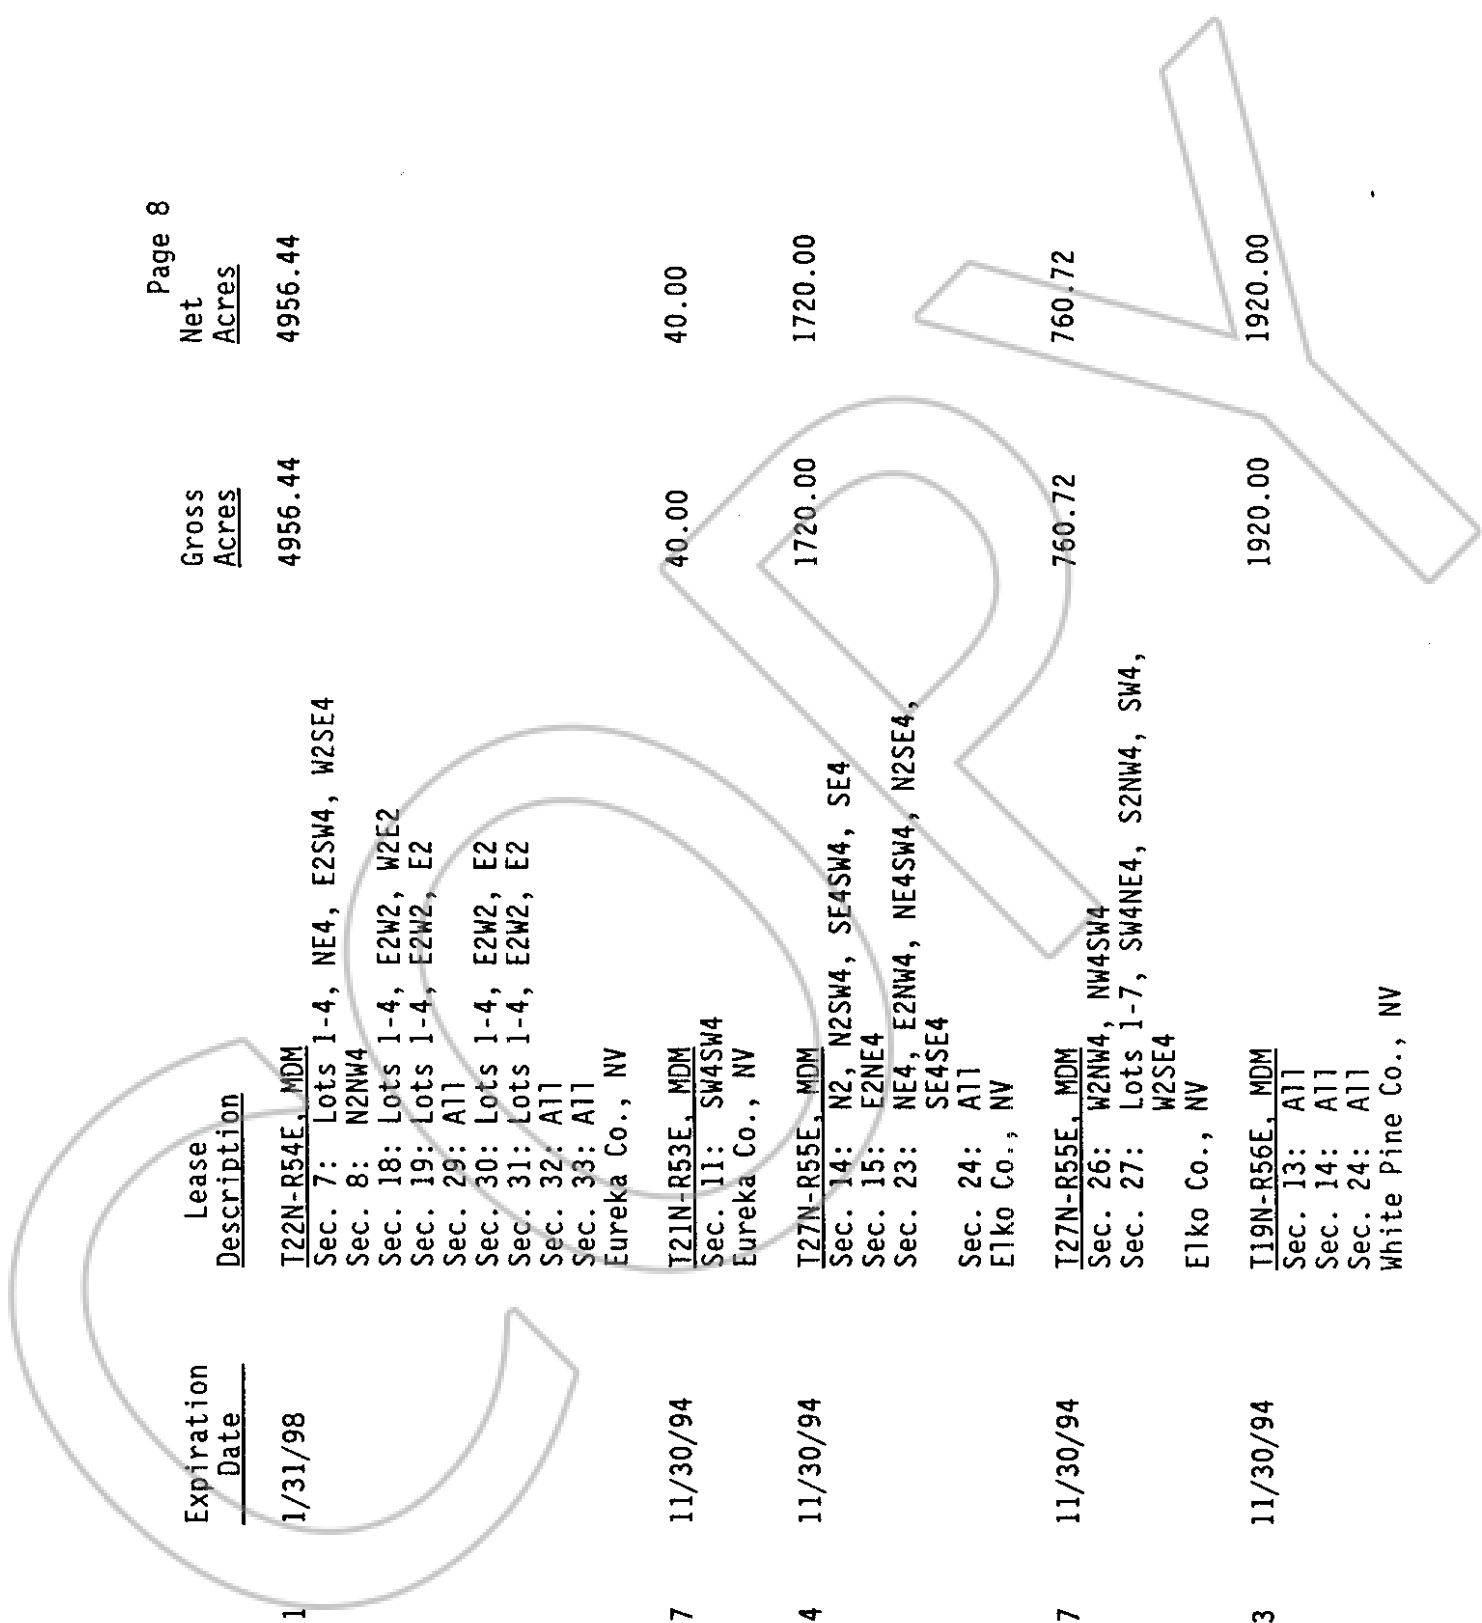 Page 8
Expiration Lease Gross Net
Date Description Acres Acres
1 1/31/98 T22N-R54E, MDM 4956.44 4956.44
Sec. 7: Lots 1-4, NE4, E2SW4, W2SE4
Sec. 8: N2NW4
Sec. 18: Lots 1-4, E2W2, W2E2
Sec. 19: Lots 1-4, E2W2, E2
Sec. 29: All
Sec. 30: Lots 1-4, E2W2, E2
Sec. 31: Lots 1-4, E2W2, E2
Sec. 32: All
Sec. 33: All
Eureka Co., NV
7 11/30/94 T21N-R53E, MDM 40.00 40.00
Sec. 11: SW4SW4
Eureka Co., NV
4 11/30/94 T27N-R55E, MDM 1720.00 1720.00
Sec. 14: N2, N2SW4, SE4SW4, SE4
Sec. 15: E2NE4
Sec. 23: NE4, E2NW4, NE4SW4, N2SE4,
SE4SE4
Sec. 24: All
Elko Co., NV
7 11/30/94 T27N-R55E, MDM 760.72 760.72
Sec. 26: W2NW4, NW4SW4
Sec. 27: Lots 1-7, SW4NE4, S2NW4, SW4,
W2SE4
Elko Co., NV
3 11/30/94 T19N-R56E, MDM 1920.00 1920.00
Sec. 13: All
Sec. 14: All
Sec. 24: All
White Pine Co., NV
COPY